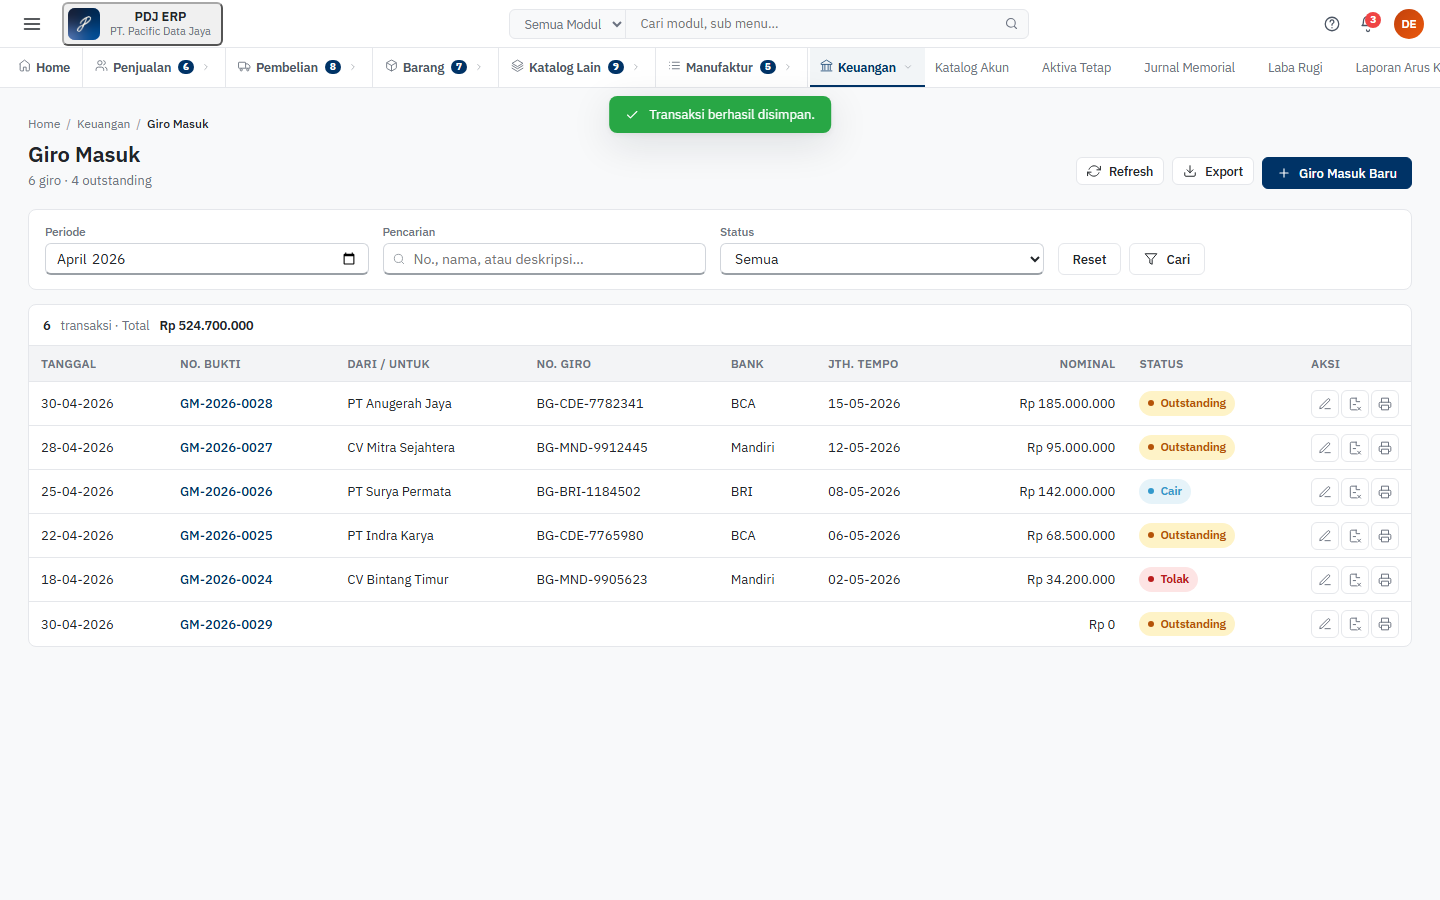 PDJ ERP
PT. Pacific Data Jaya
Semua Modul
Cari modul, sub menu...
3
DE
Home
Penjualan 6
Pembelian 8
Barang 7
Katalog Lain 9
Manufaktur 5
Keuangan
Katalog Akun
Aktiva Tetap
Jurnal Memorial
Laba Rugi
Laporan Arus K
Transaksi berhasil disimpan.
Home / Keuangan / Giro Masuk
Giro Masuk
6 giro · 4 outstanding
Refresh
Export
Giro Masuk Baru
Periode
Pencarian
Status
April 2026
No., nama, atau deskripsi...
Semua
Reset
Cari
6 transaksi · Total Rp 524.700.000
TANGGAL NO. BUKTI DARI / UNTUK NO. GIRO BANK JTH. TEMPO NOMINAL STATUS AKSI
30-04-2026 GM-2026-0028 PT Anugerah Jaya BG-CDE-7782341 BCA 15-05-2026 Rp 185.000.000 Outstanding
28-04-2026 GM-2026-0027 CV Mitra Sejahtera BG-MND-9912445 Mandiri 12-05-2026 Rp 95.000.000 Outstanding
25-04-2026 GM-2026-0026 PT Surya Permata BG-BRI-1184502 BRI 08-05-2026 Rp 142.000.000 Cair
22-04-2026 GM-2026-0025 PT Indra Karya BG-CDE-7765980 BCA 06-05-2026 Rp 68.500.000 Outstanding
18-04-2026 GM-2026-0024 CV Bintang Timur BG-MND-9905623 Mandiri 02-05-2026 Rp 34.200.000 Tolak
30-04-2026 GM-2026-0029 Rp 0 Outstanding